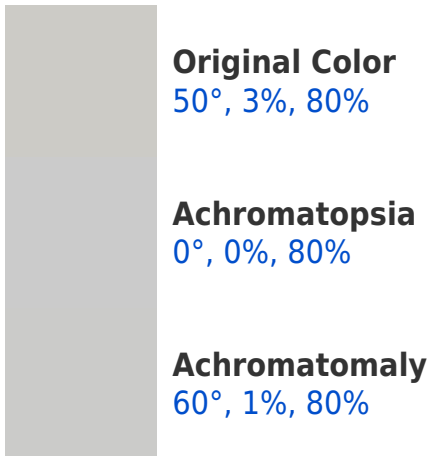 Original Color
50°, 3%, 80%
Achromatopsia
0°, 0%, 80%
Achromatomaly
60°, 1%, 80%